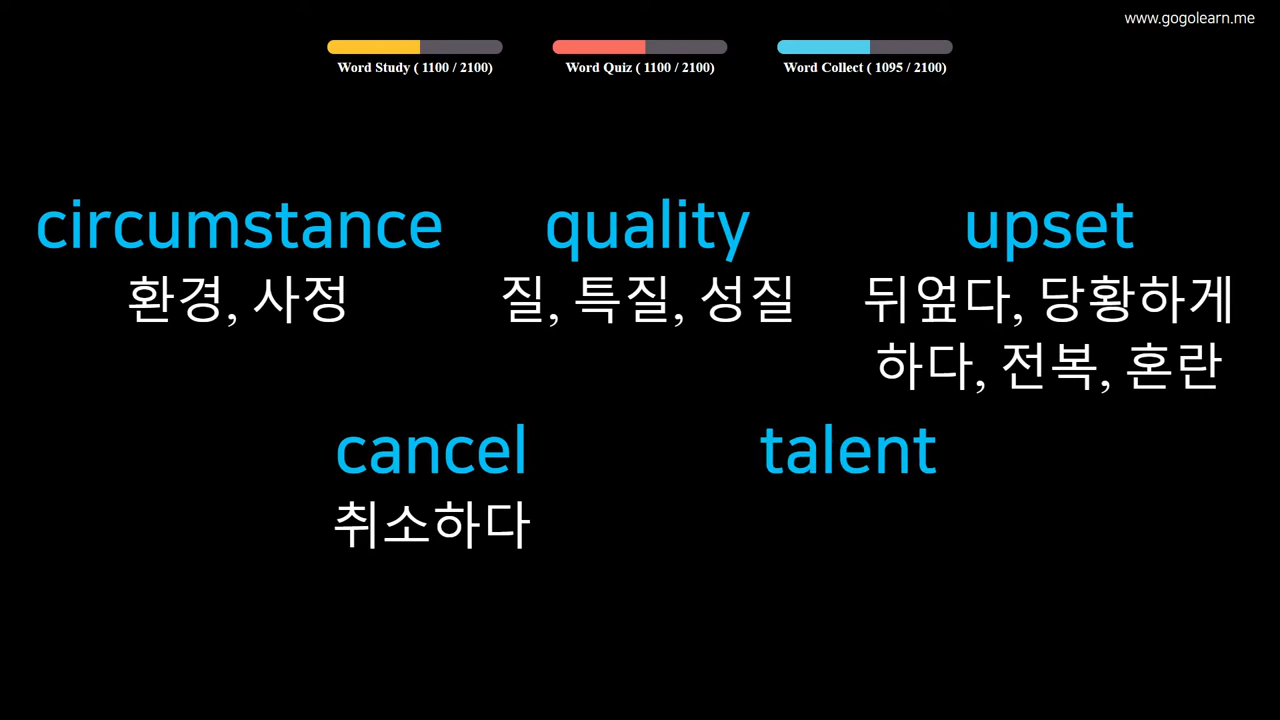 www.gogolearn.me
Word Study ( 1100 / 2100) Word Quiz ( 1100 / 2100) Word Collect ( 1095 / 2100)
circumstance quality upset
환경, 사정 질, 특질, 성질 뒤엎다, 당황하게
하다, 전복, 혼란
cancel talent
취소하다